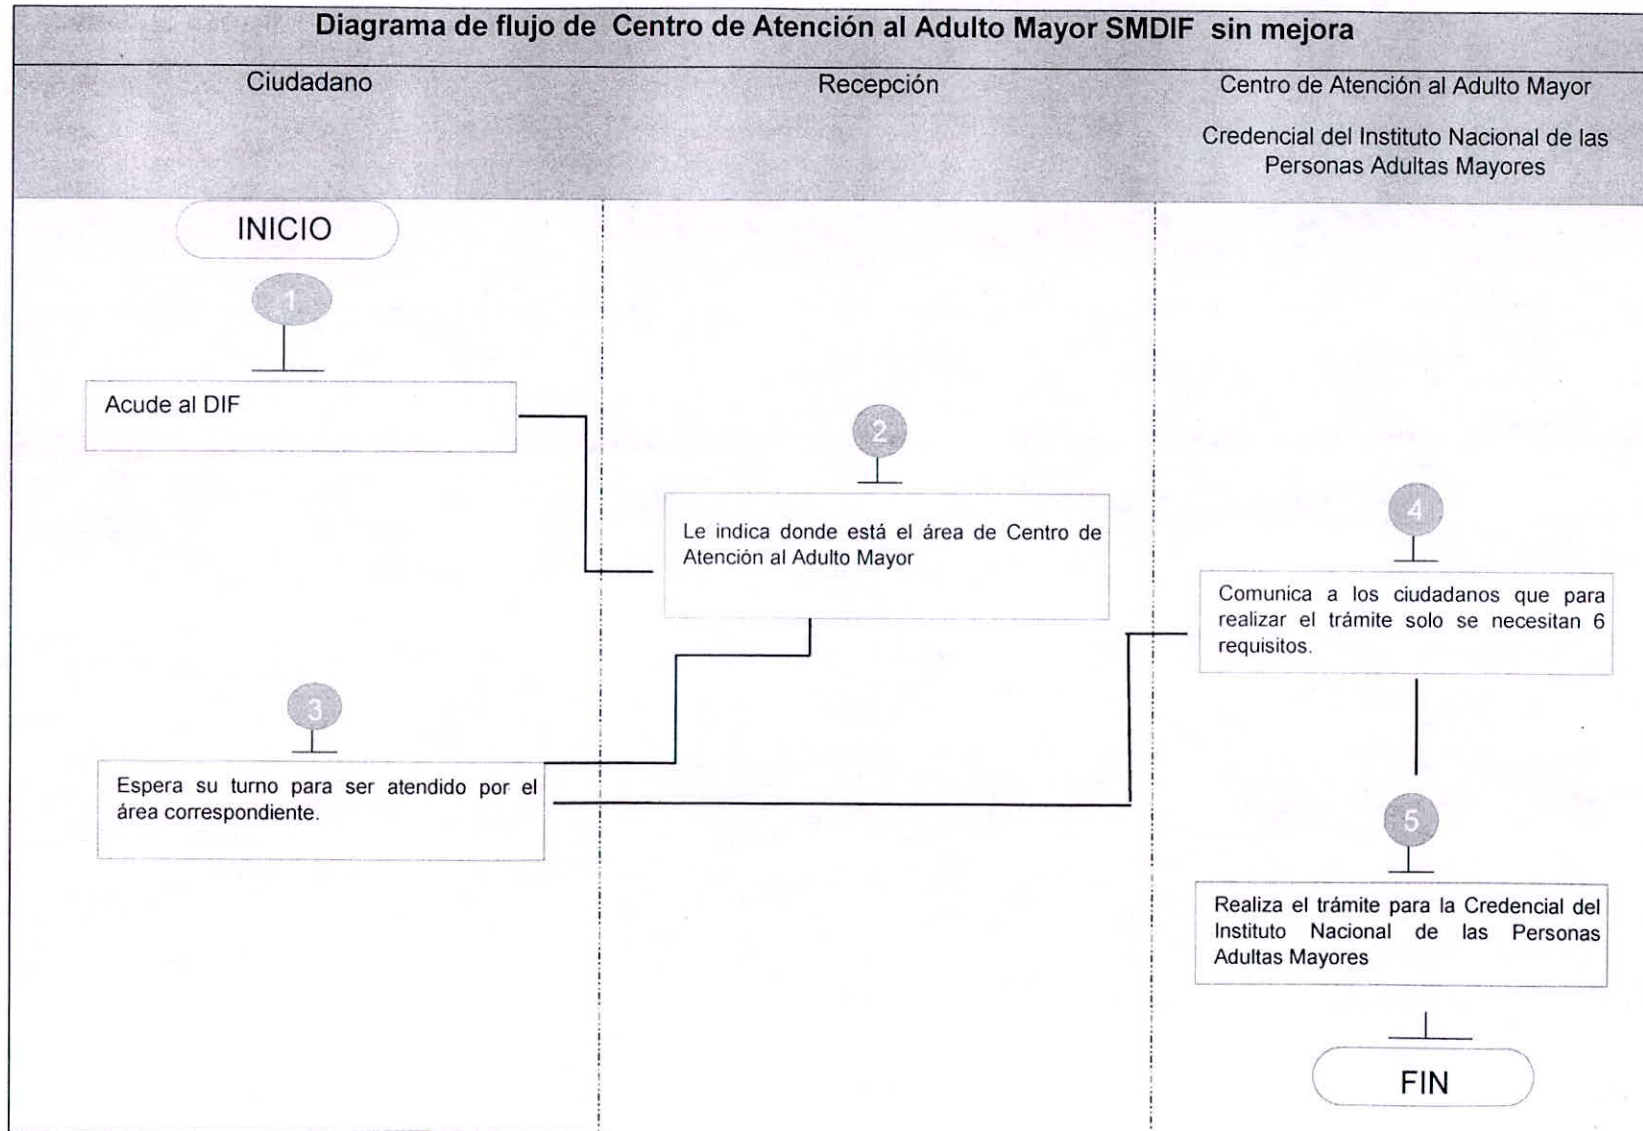 Diagrama de flujo de Centro de Atención al Adulto Mayor SMDIF sin mejora
Ciudadano
Recepción
Centro de Atención al Adulto Mayor
Credencial del Instituto Nacional de las
Personas Adultas Mayores
INICIO
1
Acude al DIF
2
Le indica donde está el área de Centro de
Atención al Adulto Mayor
3
Espera su turno para ser atendido por el
área correspondiente.
4
Comunica a los ciudadanos que para
realizar el trámite solo se necesitan 6
requisitos.
5
Realiza el trámite para la Credencial del
Instituto Nacional de las Personas
Adultas Mayores
FIN